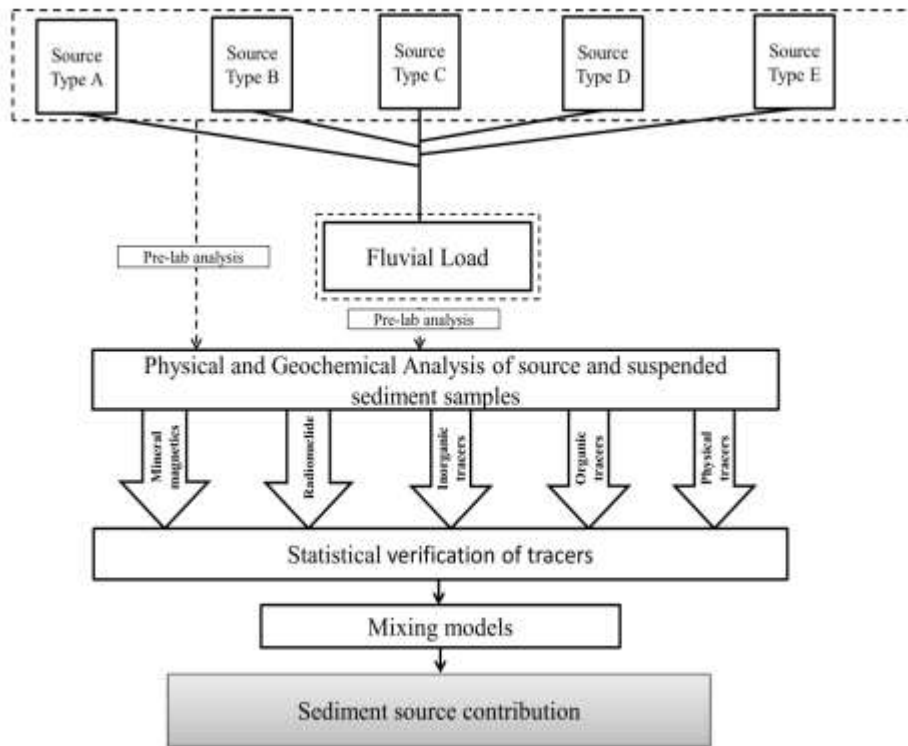 Source
Type A
Source
Type B
Source
Type C
Source
Type D
Source
Type E
Pre-lab analysis
Fluvial Load
Pre-lab analysis
Physical and Geochemical Analysis of source and suspended
sediment samples
Mineral
magnetics
Radionuclide
Inorganic
tracers
Organic
tracers
Physical
tracers
Statistical verification of tracers
Mixing models
Sediment source contribution